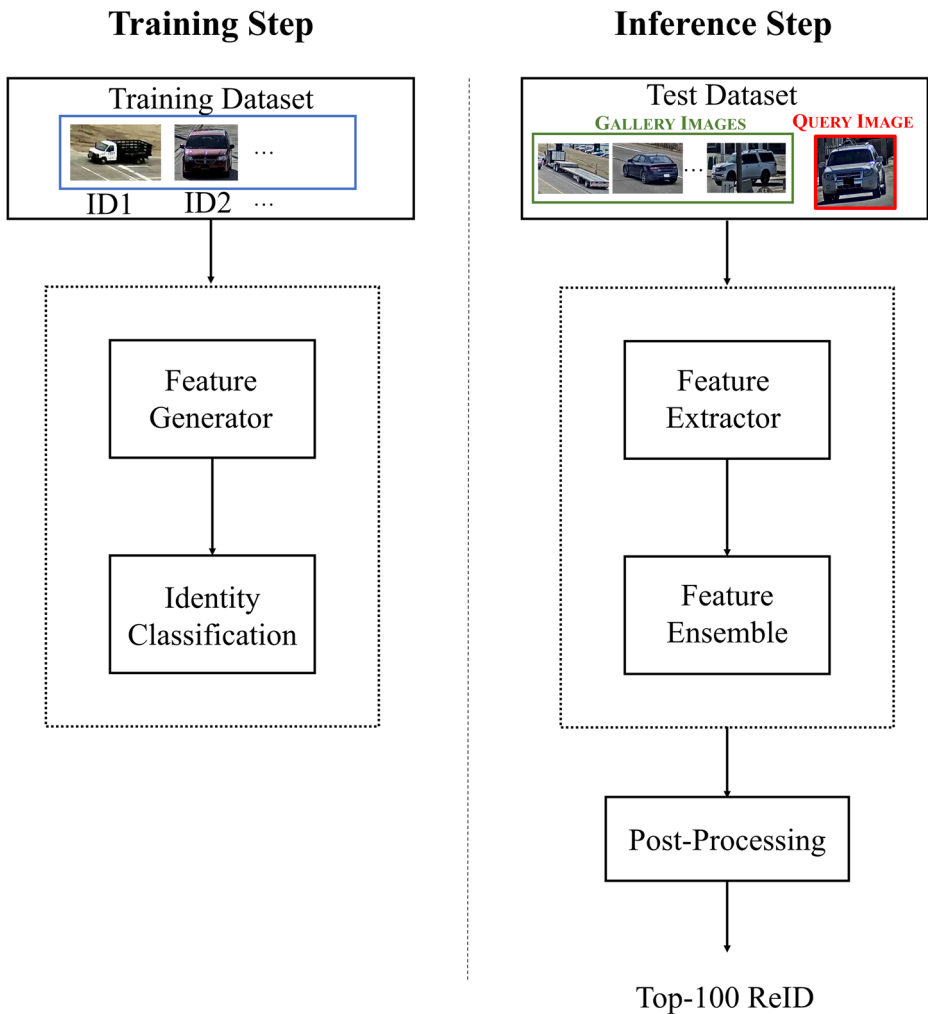 Training Step
Training Dataset
ID1 ID2 ...
...
Feature
Generator
Identity
Classification
Inference Step
Test Dataset
GALLERY IMAGES
QUERY IMAGE
...
Feature
Extractor
Feature
Ensemble
Post-Processing
Top-100 ReID